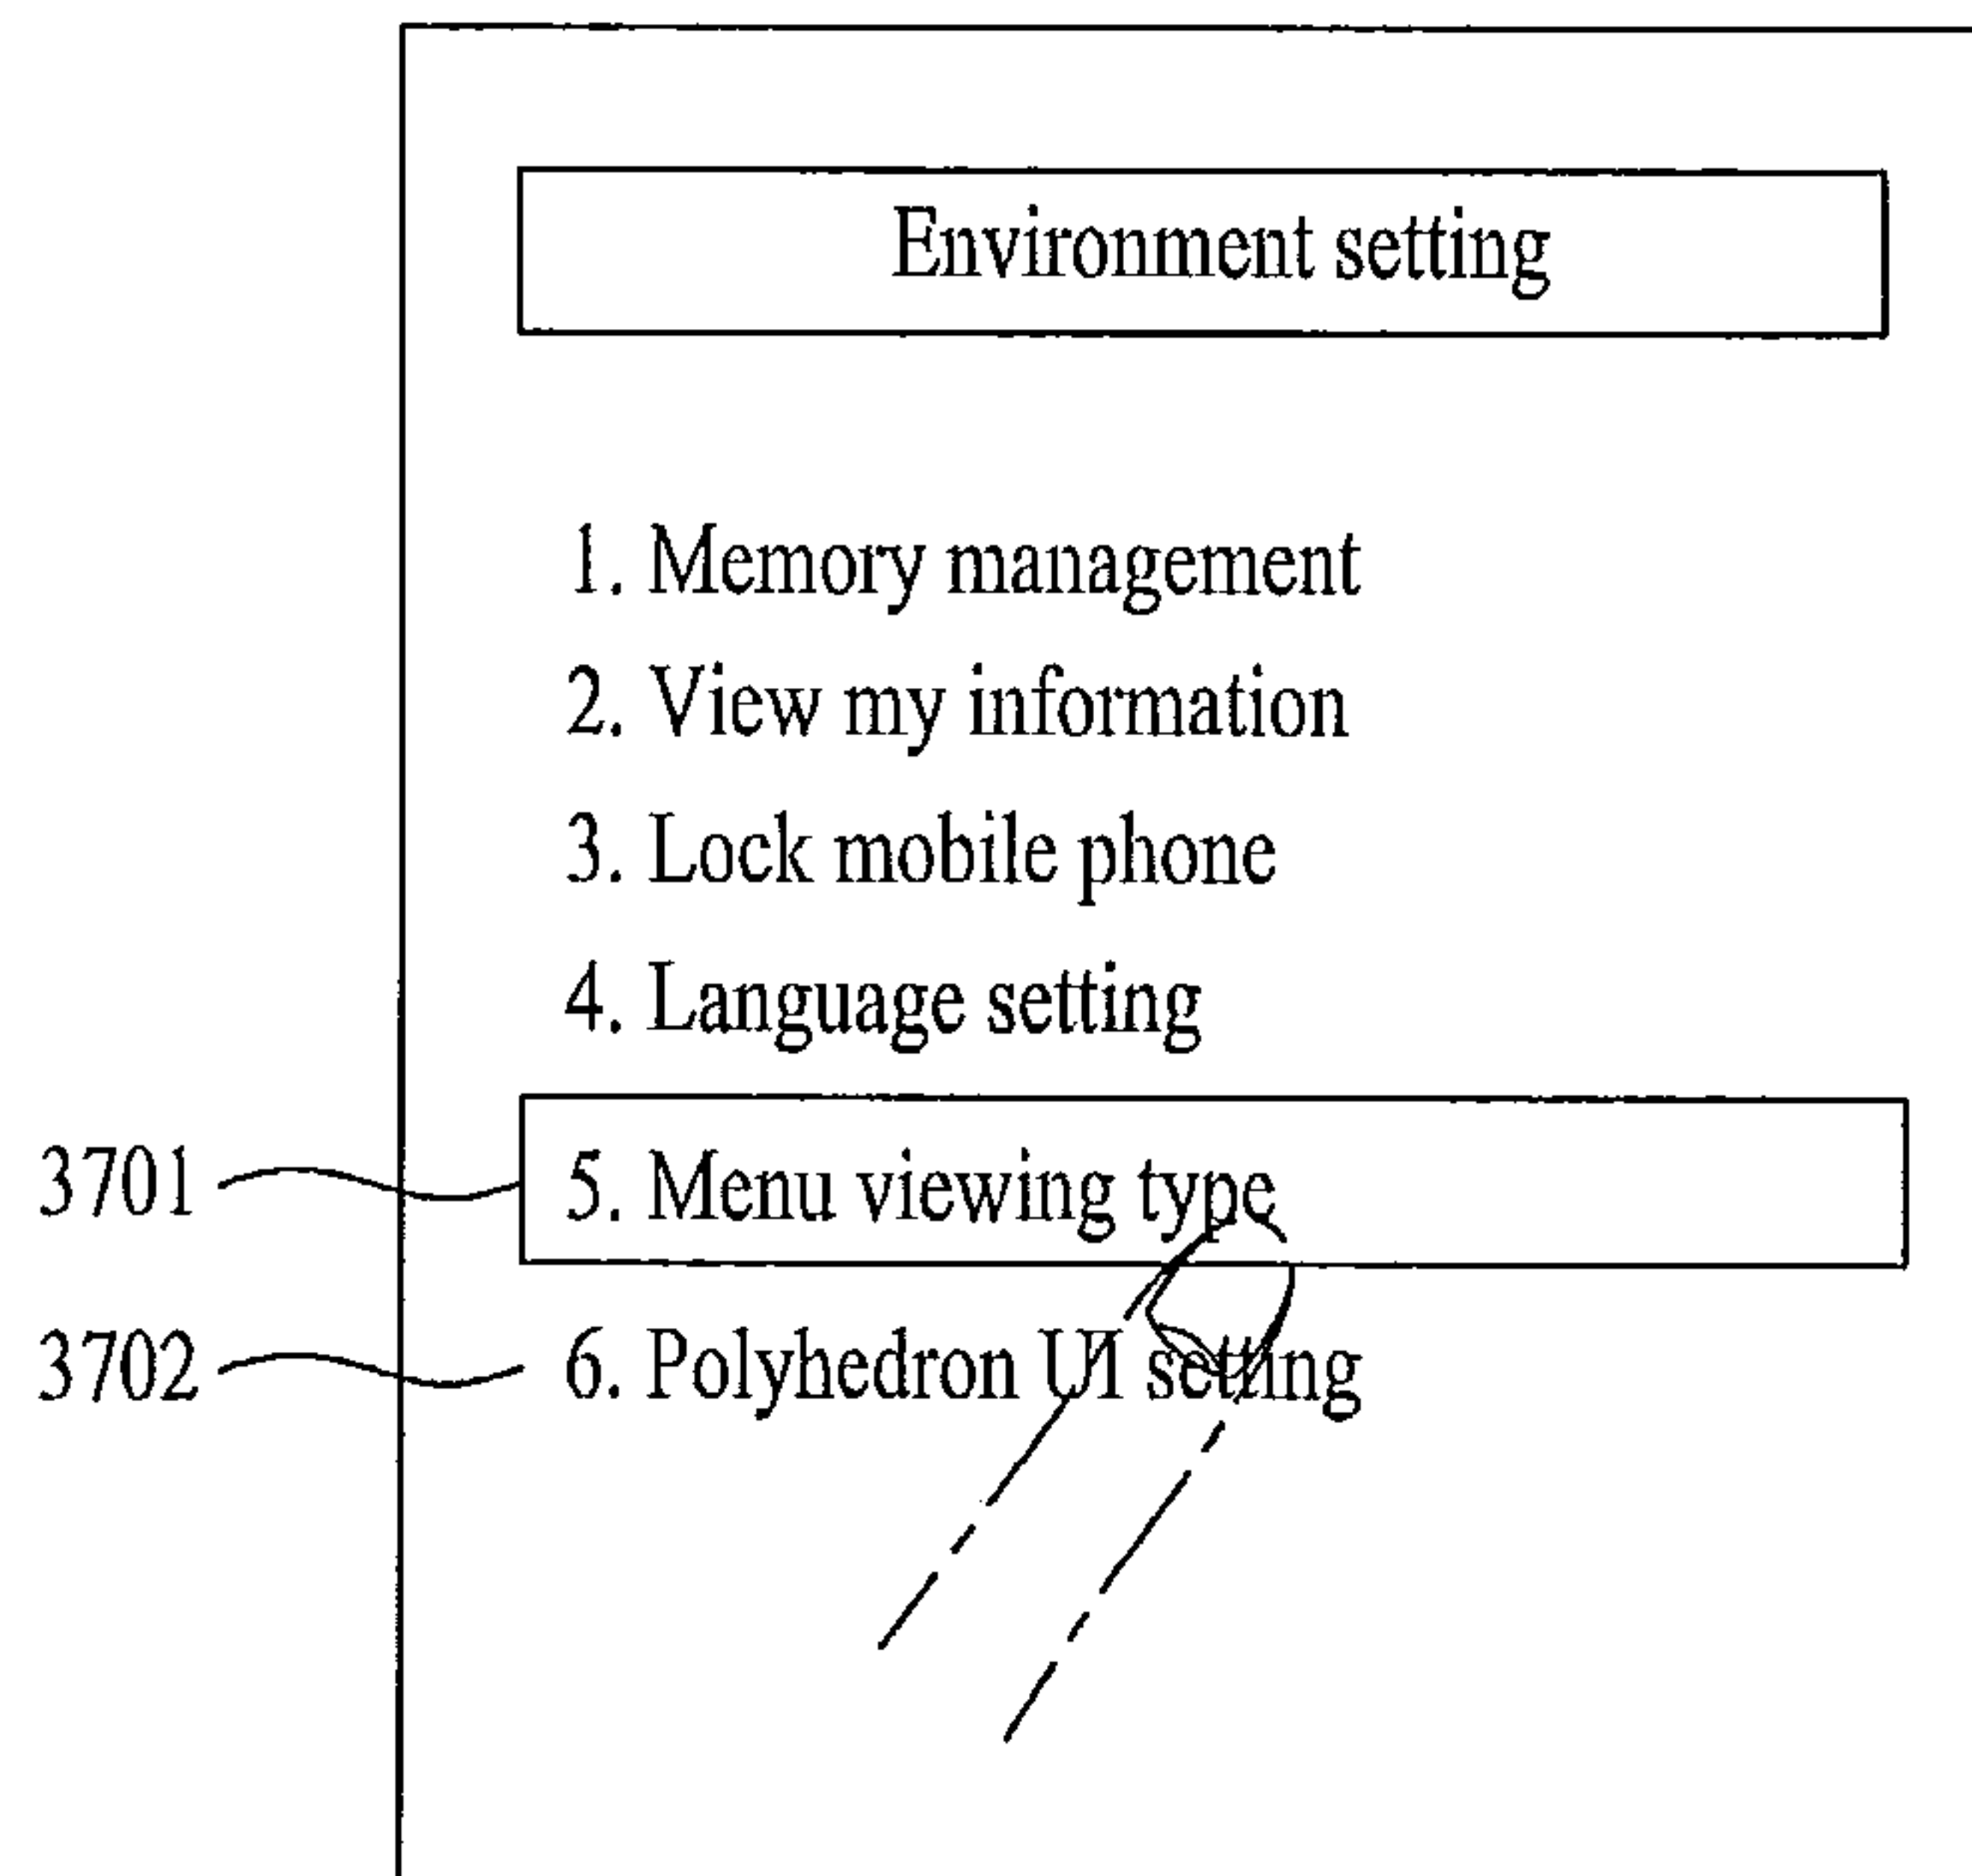 Environment setting
1. Memory management
2. View my information
3. Lock mobile phone
4. Language setting
3701 5. Menu viewing type
3702 6. Polyhedron UI setting